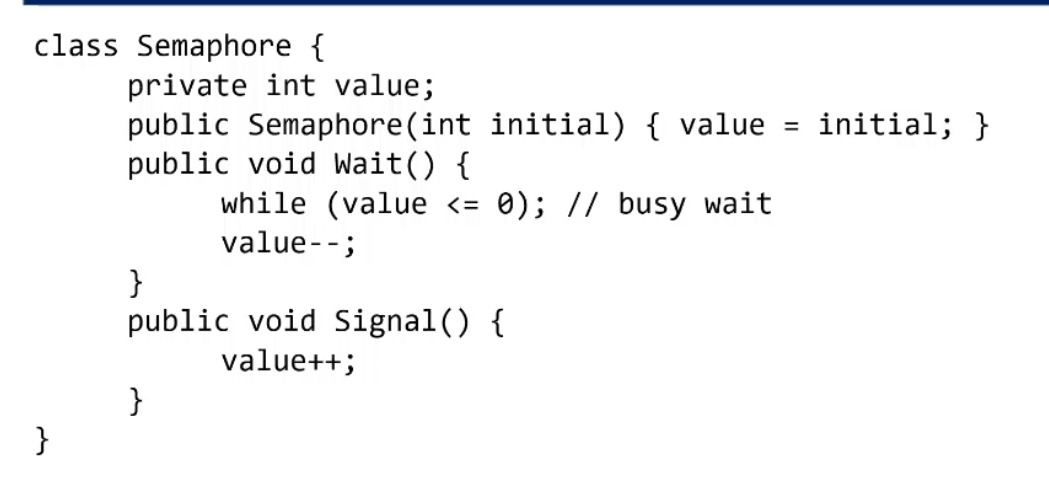 class Semaphore {
private int value;
public Semaphore(int initial) { value = initial; }
public void Wait() {
while (value <= 0); // busy wait
value--;
}
public void Signal() {
value++;
}
}